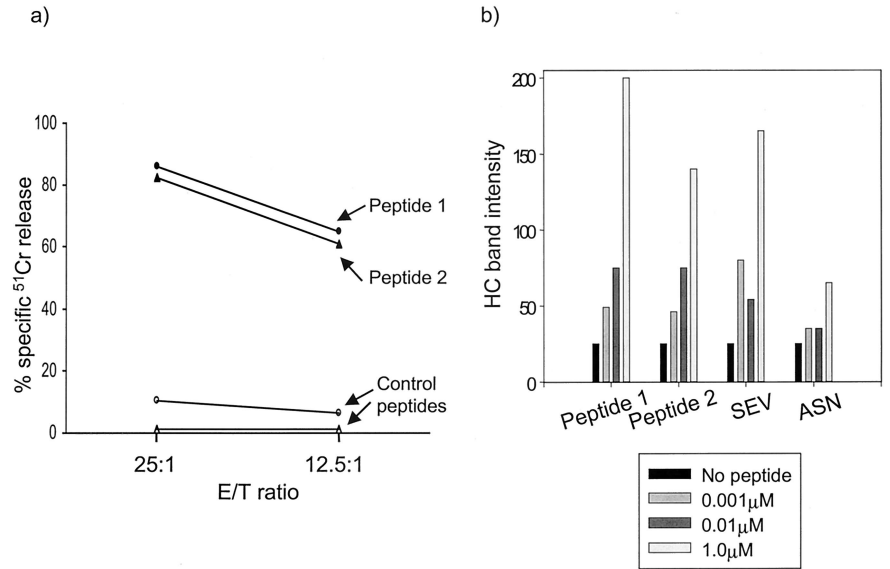 a)
100
80
60
40
20
0
% specific ⁵¹Cr release
Peptide 1
Peptide 2
Control
peptides
25:1
12.5:1
E/T ratio
b)
200
150
100
50
0
HC band intensity
Peptide 1
Peptide 2
SEV
ASN
No peptide
0.001µM
0.01µM
1.0µM